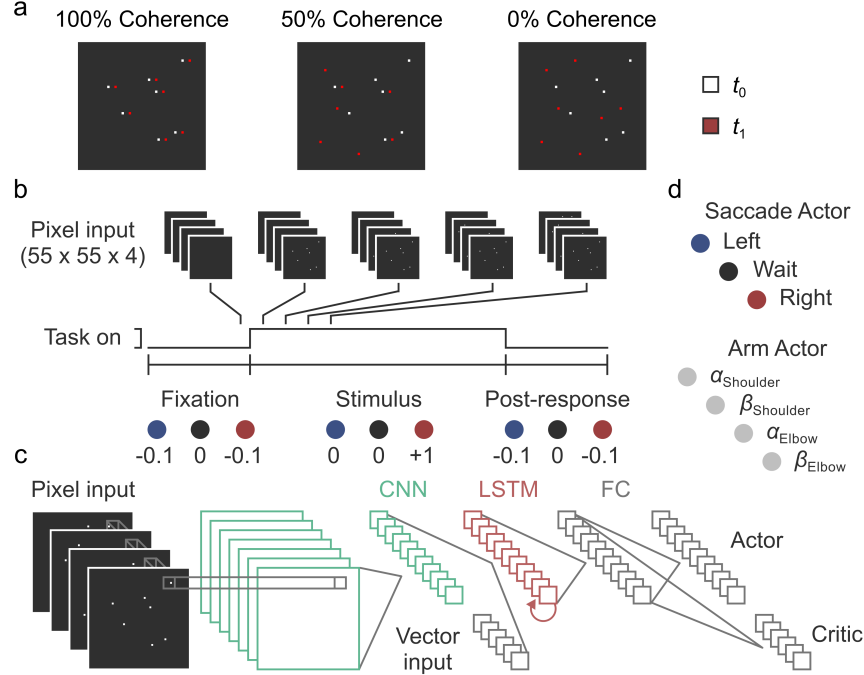 a
100% Coherence
50% Coherence
0% Coherence
t0
t1
b
Pixel input
(55 x 55 x 4)
Task on
Fixation
Stimulus
Post-response
-0.1 0 -0.1
0 0 +1
-0.1 0 -0.1
d
Saccade Actor
Left
Wait
Right
Arm Actor
αShoulder
βShoulder
αElbow
βElbow
c
Pixel input
CNN
LSTM
FC
Actor
Vector
input
Critic